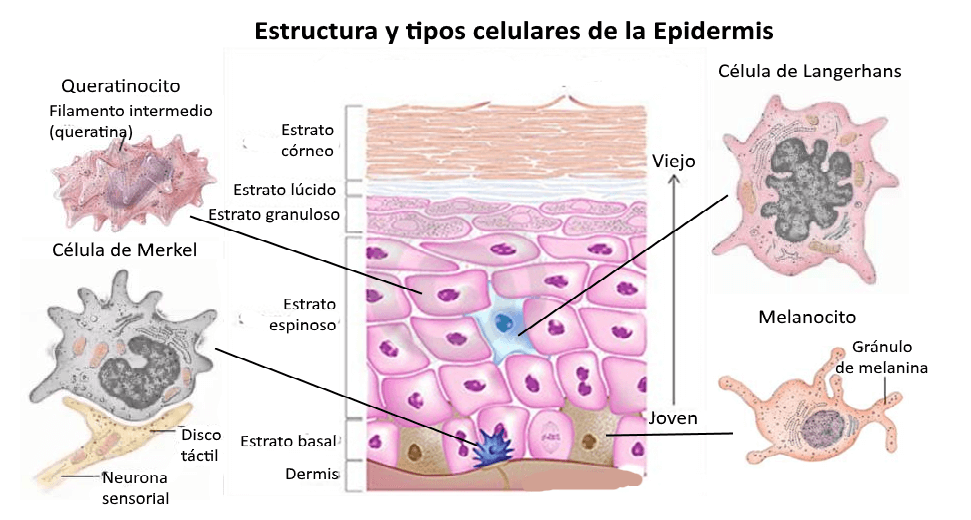 Estructura y tipos celulares de la Epidermis
Queratinocito
Filamento intermedio
(queratina)
Célula de Merkel
Disco
táctil
Neurona
sensorial
Estrato
córneo
Estrato lúcido
Estrato granuloso
Estrato
espinoso
Estrato basal
Dermis
Viejo
Joven
Célula de Langerhans
Melanocito
Gránulo
de melanina